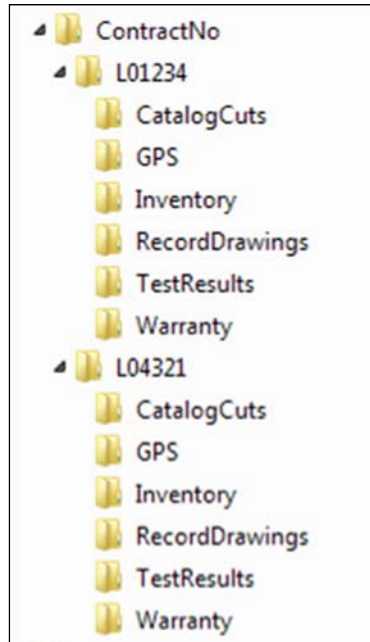 ContractNo
L01234
CatalogCuts
GPS
Inventory
RecordDrawings
TestResults
Warranty
L04321
CatalogCuts
GPS
Inventory
RecordDrawings
TestResults
Warranty